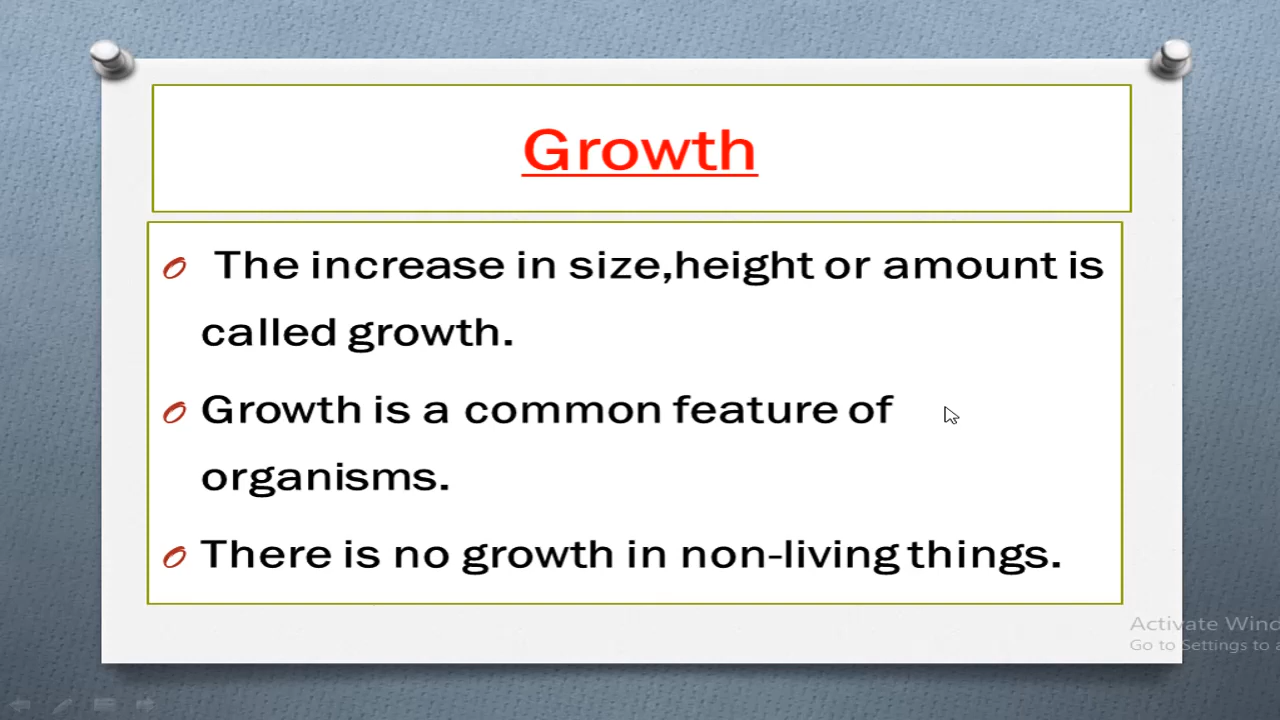 Growth
The increase in size,height or amount is
called growth.
Growth is a common feature of
organisms.
There is no growth in non-living things.
Activate Wind
Go to Settings to a